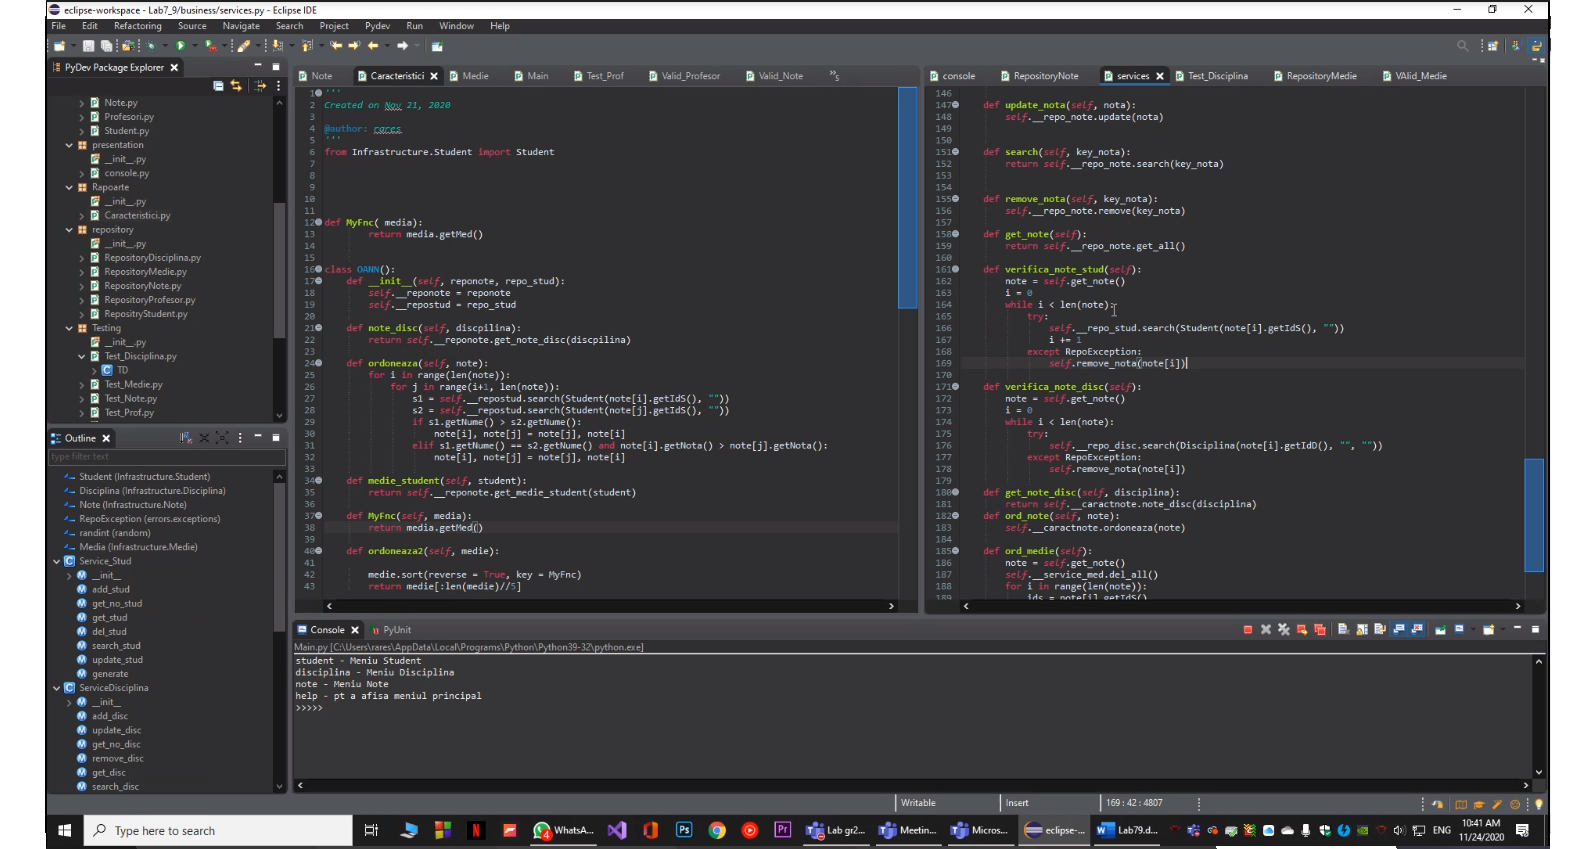 eclipse-workspace - Lab7_9/business/services.py - Eclipse IDE
File Edit Refactoring Source Navigate Search Project Pydev Run Window Help
PyDev Package Explorer
Note.py
Profesori.py
Student.py
presentation
__init__.py
console.py
Rapoarte
__init__.py
Caracteristici.py
repository
__init__.py
RepositoryDisciplina.py
RepositoryMedie.py
RepositoryNote.py
RepositoryProfesor.py
RepositryStudent.py
Testing
__init__.py
Test_Disciplina.py
TD
Test_Medie.py
Test_Note.py
Test_Prof.py
Outline
type filter text
Student (Infrastructure.Student)
Disciplina (Infrastructure.Disciplina)
Note (Infrastructure.Note)
RepoException (errors.exceptions)
randint (random)
Media (Infrastructure.Medie)
Service_Stud
__init__
add_stud
get_no_stud
get_stud
del_stud
search_stud
update_stud
generate
ServiceDisciplina
__init__
add_disc
update_disc
get_no_disc
remove_disc
get_disc
search_disc
Note Caracteristici Medie Main Test_Prof Valid_Profesor Valid_Note »5
1 '''
2 Created on Nov 21, 2020
3
4 @author: rares
5 '''
6 from Infrastructure.Student import Student
7
8
9
10
11
12 def MyFnc( media):
13 return media.getMed()
14
15
16 class OANN():
17 def __init__(self, reponote, repo_stud):
18 self.__reponote = reponote
19 self.__repostud = repo_stud
20
21 def note_disc(self, discpilina):
22 return self.__reponote.get_note_disc(discpilina)
23
24 def ordoneaza(self, note):
25 for i in range(len(note)):
26 for j in range(i+1, len(note)):
27 s1 = self.__repostud.search(Student(note[i].getIdS(), ""))
28 s2 = self.__repostud.search(Student(note[j].getIdS(), ""))
29 if s1.getNume() > s2.getNume():
30 note[i], note[j] = note[j], note[i]
31 elif s1.getNume() == s2.getNume() and note[i].getNota() > note[j].getNota():
32 note[i], note[j] = note[j], note[i]
33
34 def medie_student(self, student):
35 return self.__reponote.get_medie_student(student)
36
37 def MyFnc(self, media):
38 return media.getMed()
39
40 def ordoneaza2(self, medie):
41
42 medie.sort(reverse = True, key = MyFnc)
43 return medie[:len(medie)//5]
console RepositoryNote services Test_Disciplina RepositoryMedie VAlid_Medie
146
147 def update_nota(self, nota):
148 self.__repo_note.update(nota)
149
150
151 def search(self, key_nota):
152 return self.__repo_note.search(key_nota)
153
154
155 def remove_nota(self, key_nota):
156 self.__repo_note.remove(key_nota)
157
158 def get_note(self):
159 return self.__repo_note.get_all()
160
161 def verifica_note_stud(self):
162 note = self.get_note()
163 i = 0
164 while i < len(note):
165 try:
166 self.__repo_stud.search(Student(note[i].getIdS(), ""))
167 i += 1
168 except RepoException:
169 self.remove_nota(note[i])
170
171 def verifica_note_disc(self):
172 note = self.get_note()
173 i = 0
174 while i < len(note):
175 try:
176 self.__repo_disc.search(Disciplina(note[i].getIdD(), "", ""))
177 except RepoException:
178 self.remove_nota(note[i])
179
180 def get_note_disc(self, disciplina):
181 return self.__caractnote.note_disc(disciplina)
182 def ord_note(self, note):
183 self.__caractnote.ordoneaza(note)
184
185 def ord_medie(self):
186 note = self.get_note()
187 self.__service_med.del_all()
188 for i in range(len(note)):
189 ids = note[i].getIdS()
Console PyUnit
Main.py [C:\Users\rares\AppData\Local\Programs\Python\Python39-32\python.exe]
student - Meniu Student
disciplina - Meniu Disciplina
note - Meniu Note
help - pt a afisa meniul principal
>>>>>
Writable Insert 169 : 42 : 4807
Type here to search
WhatsA... Lab gr2... Meetin... Micros... eclipse-... Lab79.d...
ENG
10:41 AM
11/24/2020